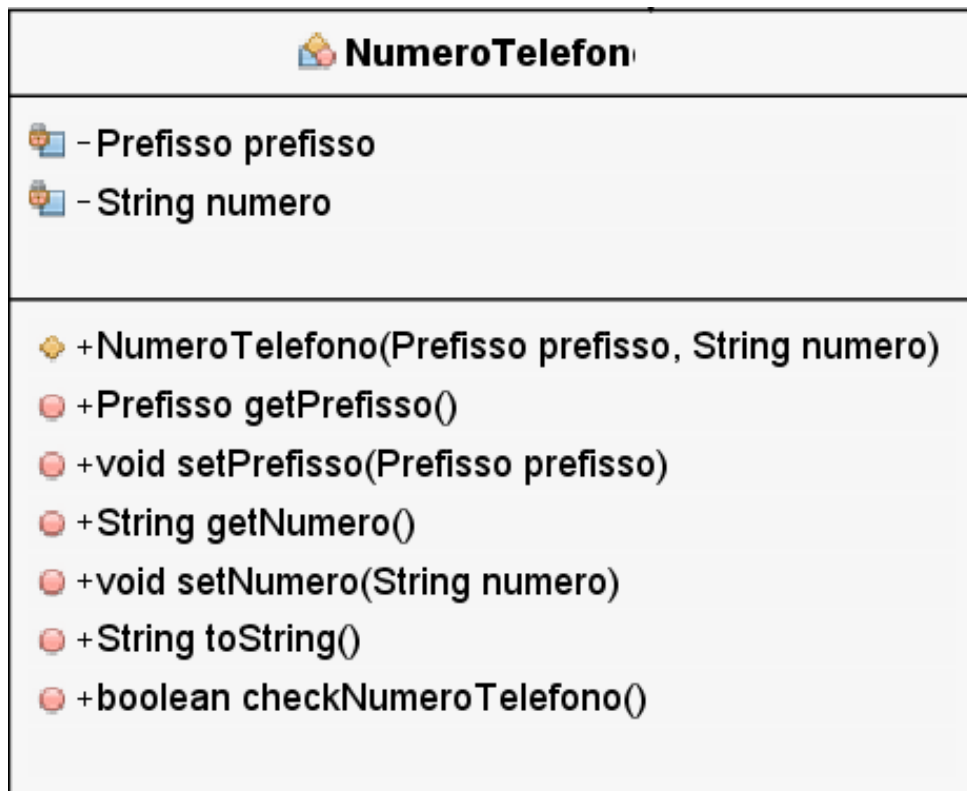 NumeroTelefon
-Prefisso prefisso
-String numero
+NumeroTelefono(Prefisso prefisso, String numero)
+Prefisso getPrefisso()
+void setPrefisso(Prefisso prefisso)
+String getNumero()
+void setNumero(String numero)
+String toString()
+boolean checkNumeroTelefono()